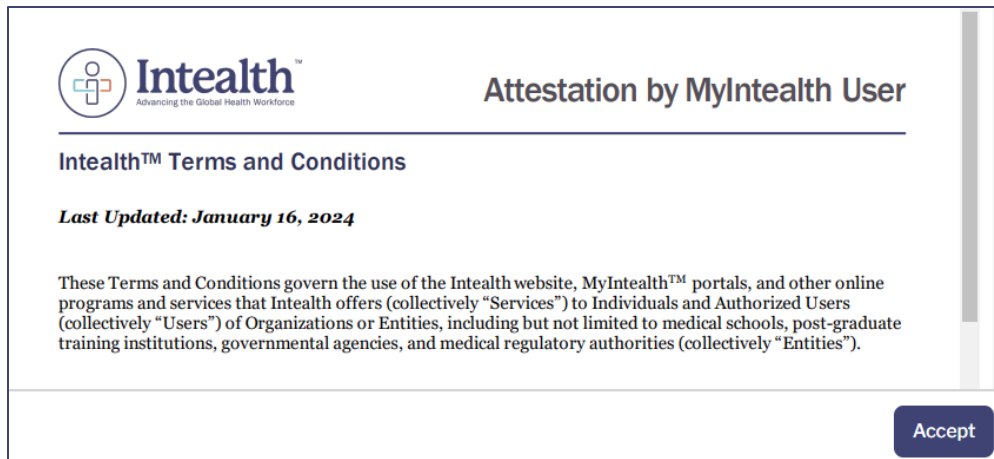 Intealth™
Advancing the Global Health Workforce
Attestation by MyIntealth User
Intealth™ Terms and Conditions
Last Updated: January 16, 2024
These Terms and Conditions govern the use of the Intealth website, MyIntealth™ portals, and other online
programs and services that Intealth offers (collectively “Services”) to Individuals and Authorized Users
(collectively “Users”) of Organizations or Entities, including but not limited to medical schools, post-graduate
training institutions, governmental agencies, and medical regulatory authorities (collectively “Entities”).
Accept